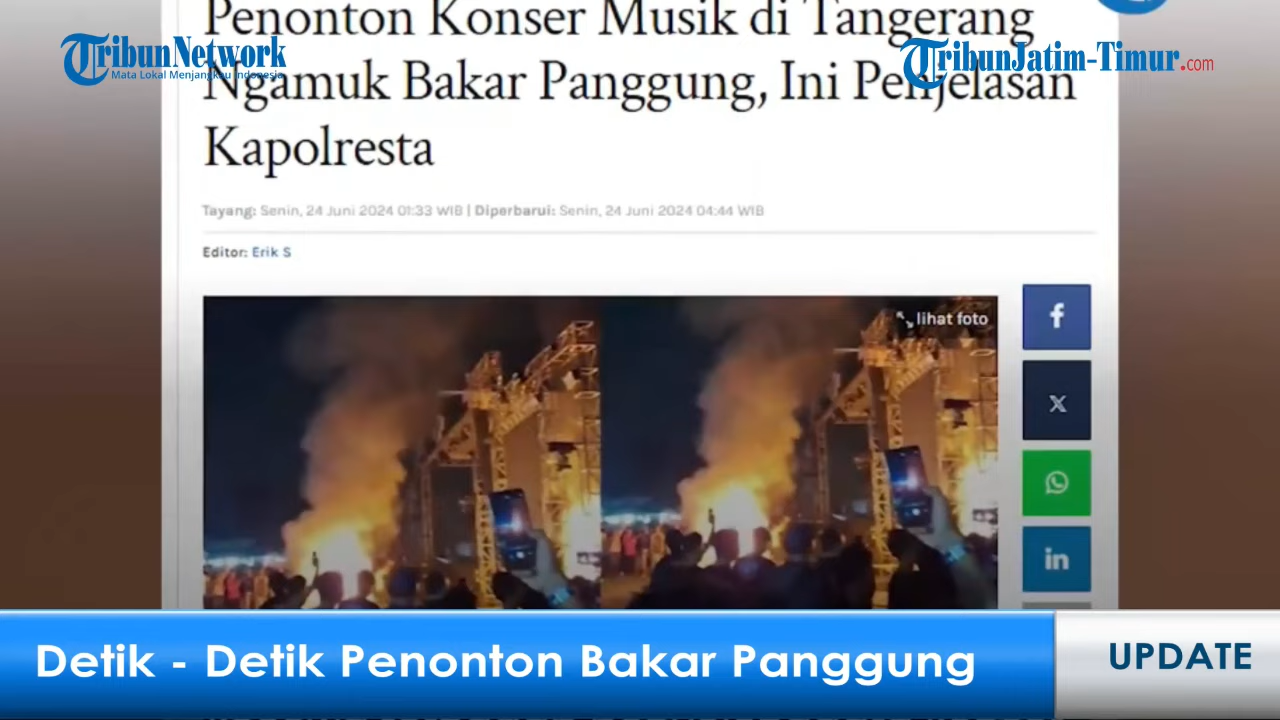 Penonton Konser Musik di Tangerang
TribunNetwork
Mata Lokal Menjangkau Indonesia
TribunJatim-Timur.com
Ngamuk Bakar Panggung, Ini Penjelasan
Kapolresta
Tayang: Senin, 24 Juni 2024 01:33 WIB | Diperbarui: Senin, 24 Juni 2024 04:44 WIB
Editor: Erik S
lihat foto
Detik - Detik Penonton Bakar Panggung
UPDATE